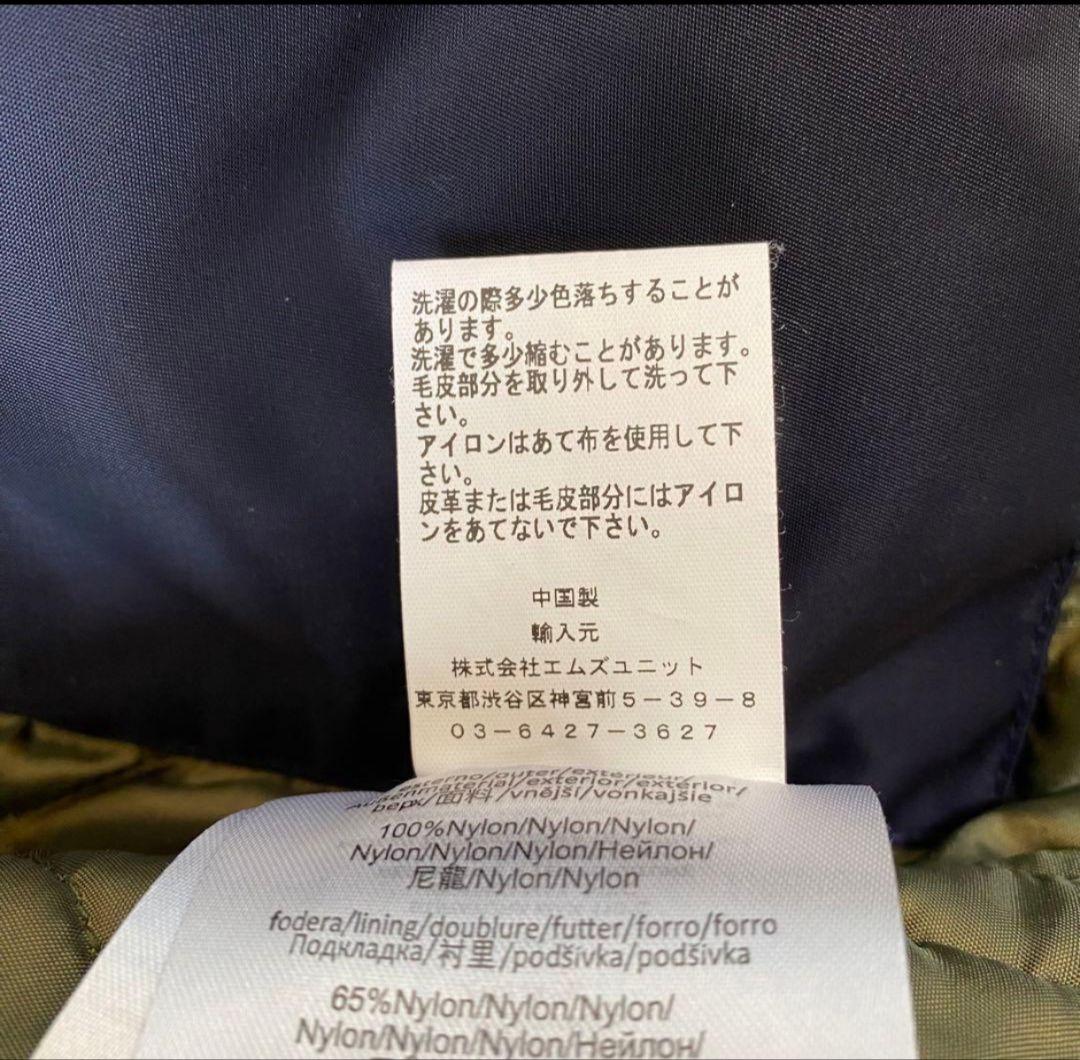 洗濯の際多少色落ちすることが
あります。
洗濯で多少縮むことがあります。
毛皮部分を取り外して洗って下
さい。
アイロンはあて布を使用して下
さい。
皮革または毛皮部分にはアイロ
ンをあてないで下さい。
中国製
輸入元
株式会社エムズユニット
東京都渋谷区神宮前5-39-8
03-6427-3627
esterno/outer/exterieur/
Außenmaterial/exterior/exterior/
верх/面料/vnější/vonkajšie
100%Nylon/Nylon/Nylon/
Nylon/Nylon/Nylon/Нейлон/
尼龍/Nylon/Nylon
fodera/lining/doublure/futter/forro/forro
Подкладка/衬里/podšívka/podšívka
65%Nylon/Nylon/Nylon/
Nylon/Nylon/Nylon/Нейлон/